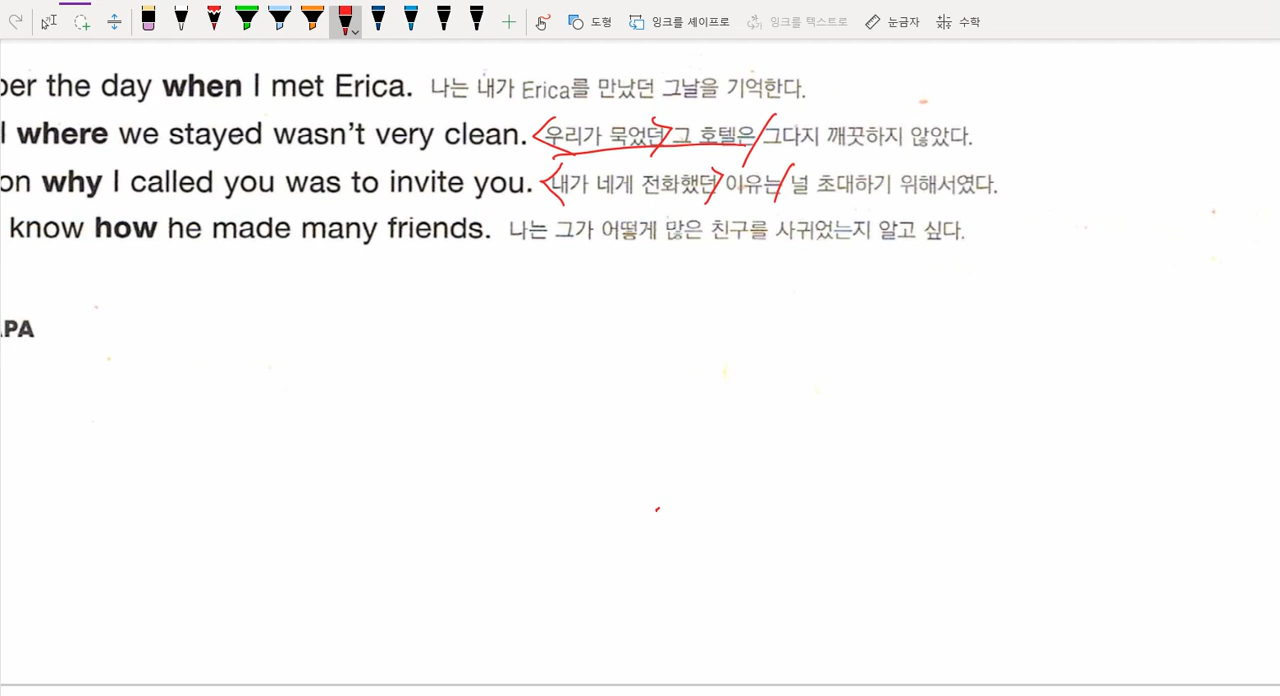 도형 잉크를 셰이프로 잉크를 텍스트로 눈금자 수학
the day when I met Erica. 나는 내가 Erica를 만났던 그날을 기억한다.
where we stayed wasn't very clean. 우리가 묵었던 그 호텔은 그다지 깨끗하지 않았다.
why I called you was to invite you. 내가 네게 전화했던 이유는 널 초대하기 위해서였다.
know how he made many friends. 나는 그가 어떻게 많은 친구를 사귀었는지 알고 싶다.
PA